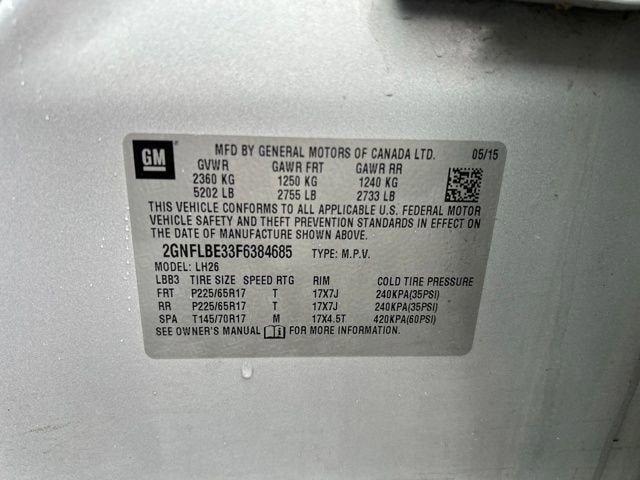 GM
MFD BY GENERAL MOTORS OF CANADA LTD. 05/15
GVWR GAWR FRT GAWR RR
2360 KG 1250 KG 1240 KG
5202 LB 2755 LB 2733 LB
THIS VEHICLE CONFORMS TO ALL APPLICABLE U.S. FEDERAL MOTOR
VEHICLE SAFETY AND THEFT PREVENTION STANDARDS IN EFFECT ON
THE DATE OF MANUFACTURE SHOWN ABOVE.
2GNFLBE33F6384685 TYPE: M.P.V.
MODEL: LH26
LBB3 TIRE SIZE SPEED RTG RIM COLD TIRE PRESSURE
FRT P225/65R17 T 17X7J 240KPA(35PSI)
RR P225/65R17 T 17X7J 240KPA(35PSI)
SPA T145/70R17 M 17X4.5T 420KPA(60PSI)
SEE OWNER'S MANUAL FOR MORE INFORMATION.